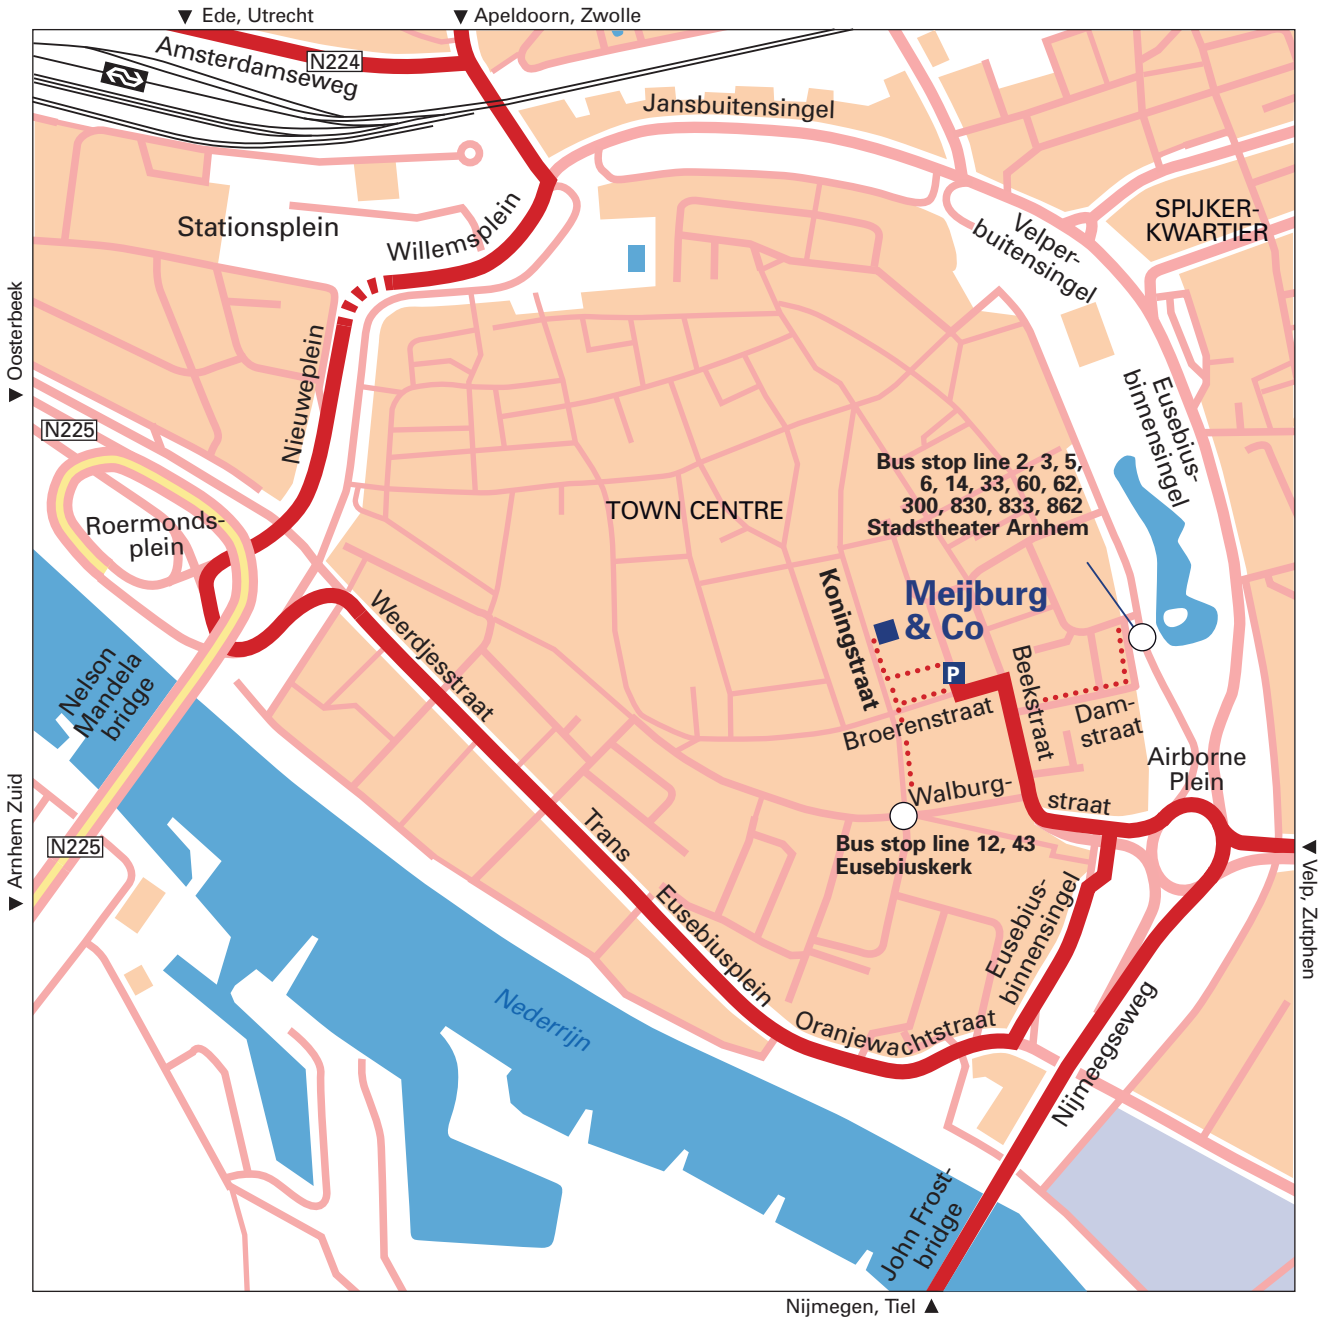 ▼ Ede, Utrecht
▼ Apeldoorn, Zwolle
Amsterdamseweg
N224
Jansbuitensingel
Stationsplein
Willemsplein
SPIJKER-
KWARTIER
Velper-
buitensingel
▼ Oosterbeek
Nieuweplein
N225
Eusebius-
binnensingel
Roermonds-
plein
TOWN CENTRE
Bus stop line 2, 3, 5,
6, 14, 33, 60, 62,
300, 830, 833, 862
Stadstheater Arnhem
Koningstraat
Meijburg
& Co
P
Weerdjesstraat
Nelson
Mandela
bridge
Broerenstraat
Beekstraat
Dam-
straat
Airborne
Plein
Walburg-
straat
▼ Arnhem Zuid
N225
Trans
Bus stop line 12, 43
Eusebiuskerk
▼ Velp, Zutphen
Eusebiusplein
Eusebius-
binnensingel
Nederrijn
Oranjewachtstraat
Nijmeegseweg
John Frost-
bridge
Nijmegen, Tiel ▲